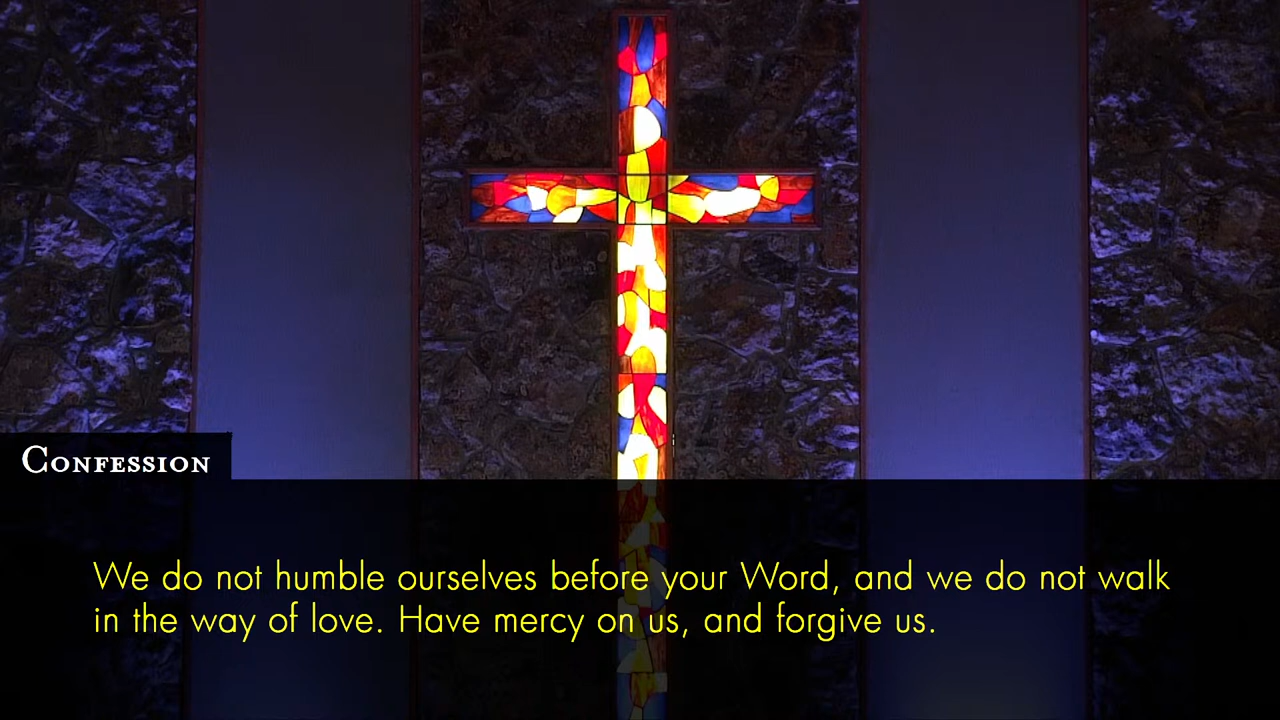 Confession
We do not humble ourselves before your Word, and we do not walk
in the way of love. Have mercy on us, and forgive us.